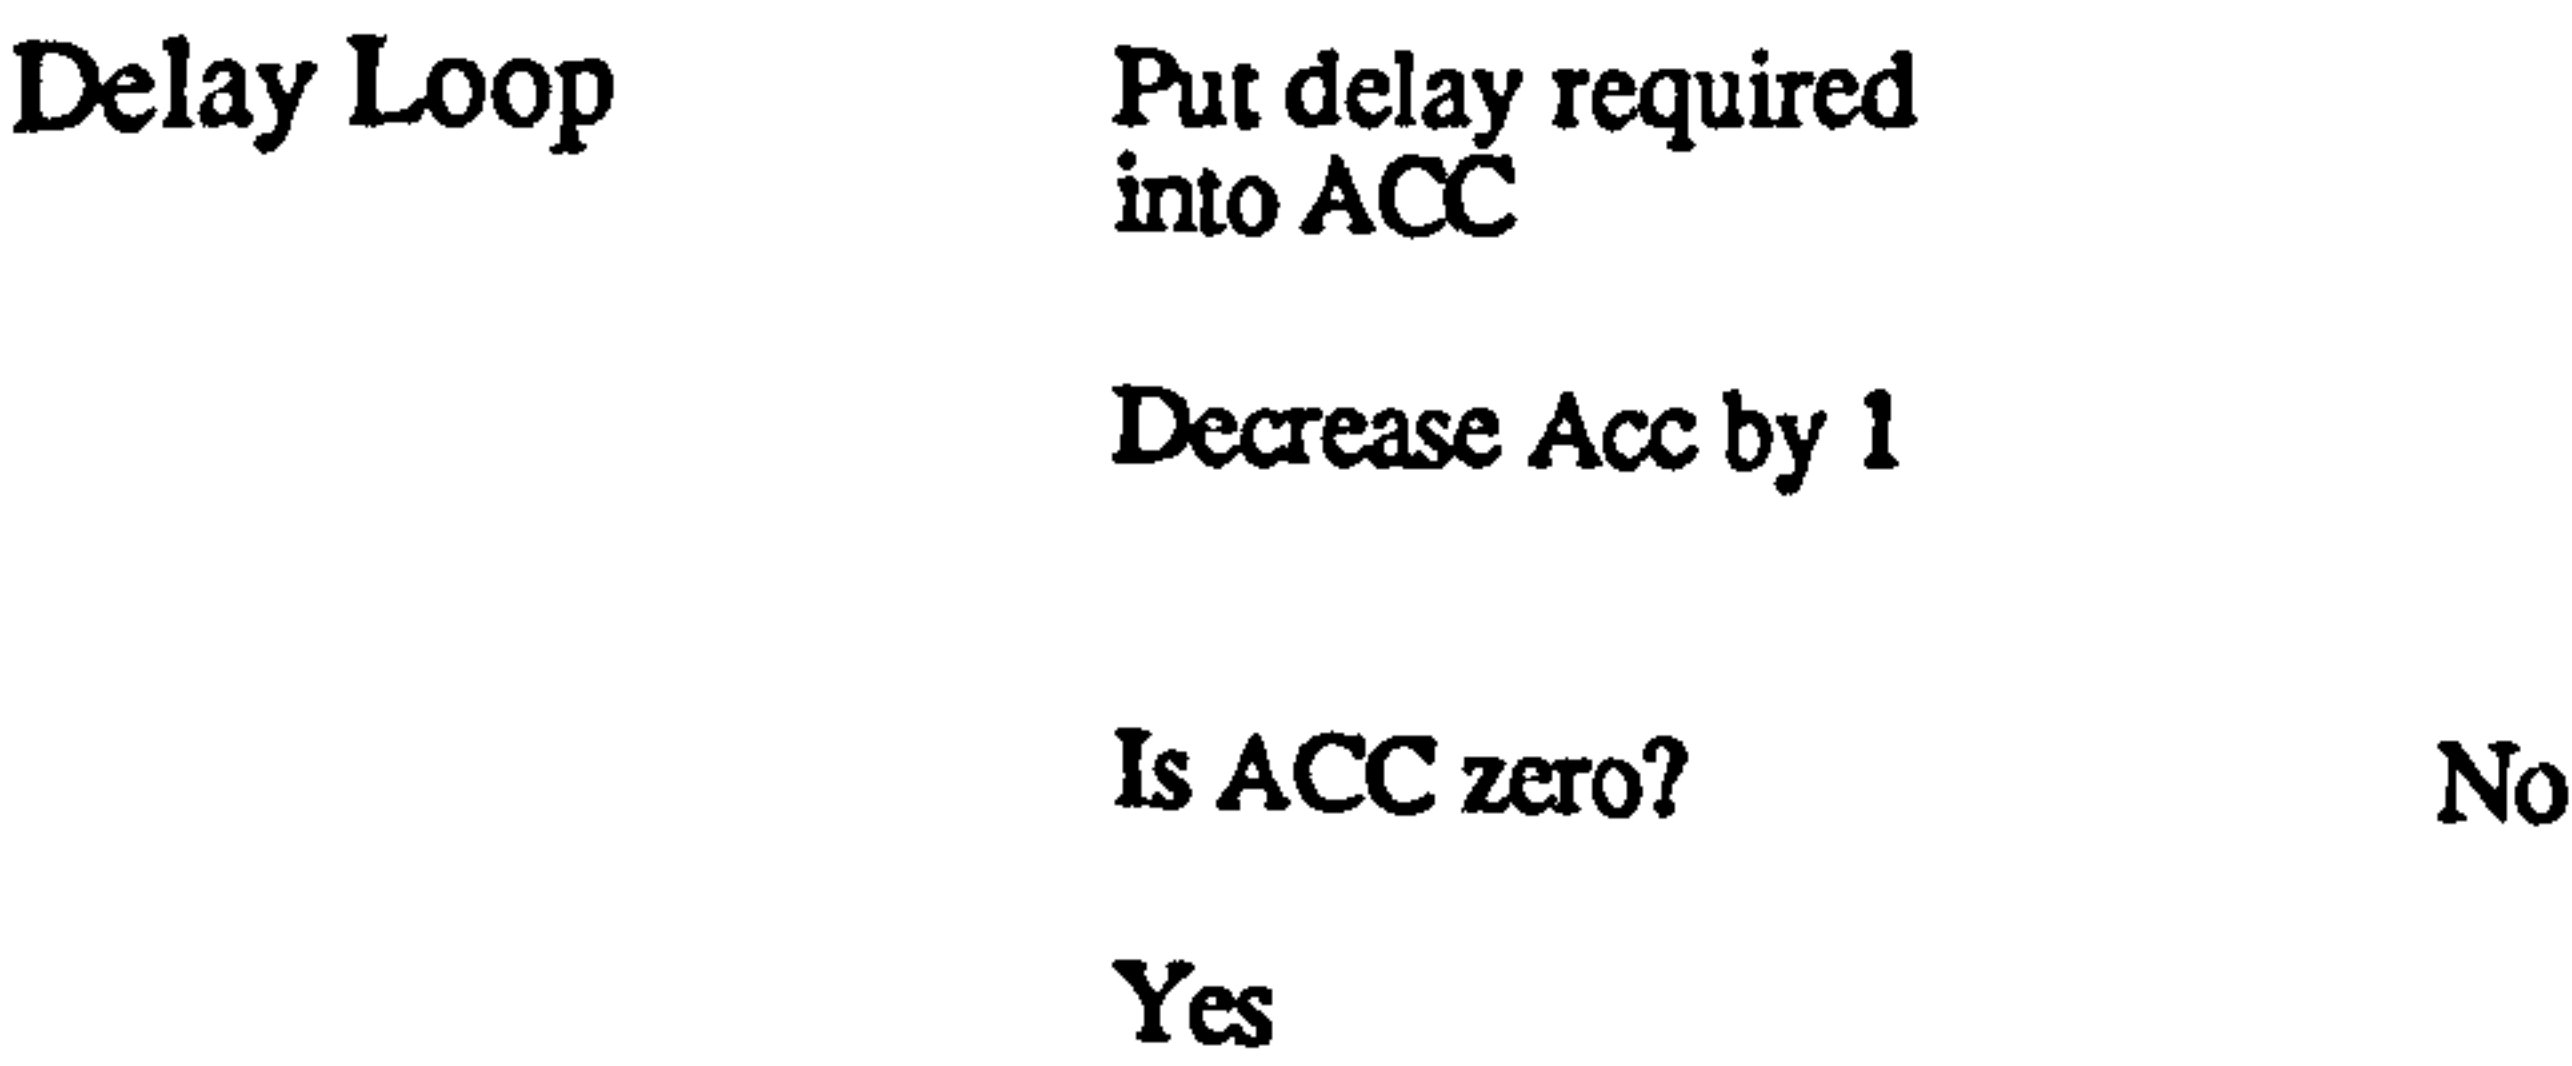 Delay Loop
Put delay required
into ACC
Decrease Acc by 1
Is ACC zero?
No
Yes